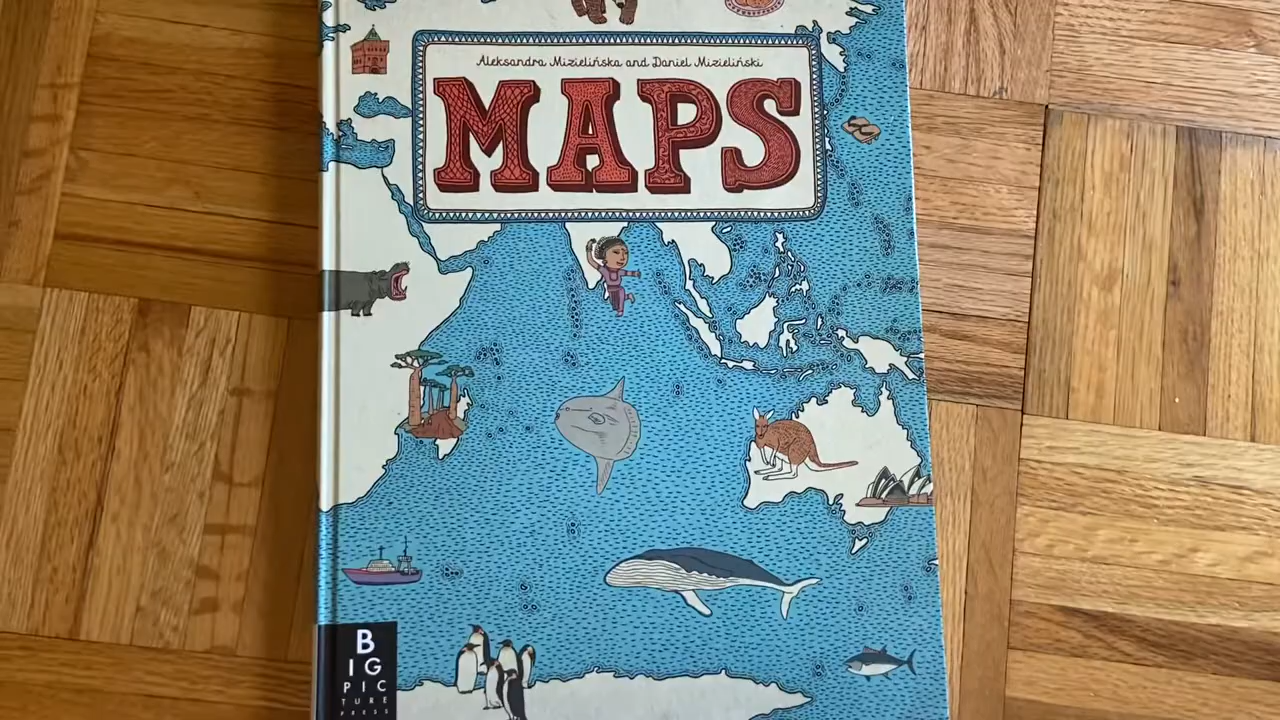 Aleksandra Mizielińska and Daniel Mizieliński
MAPS
B
IG
PIC
TURE
PRESS